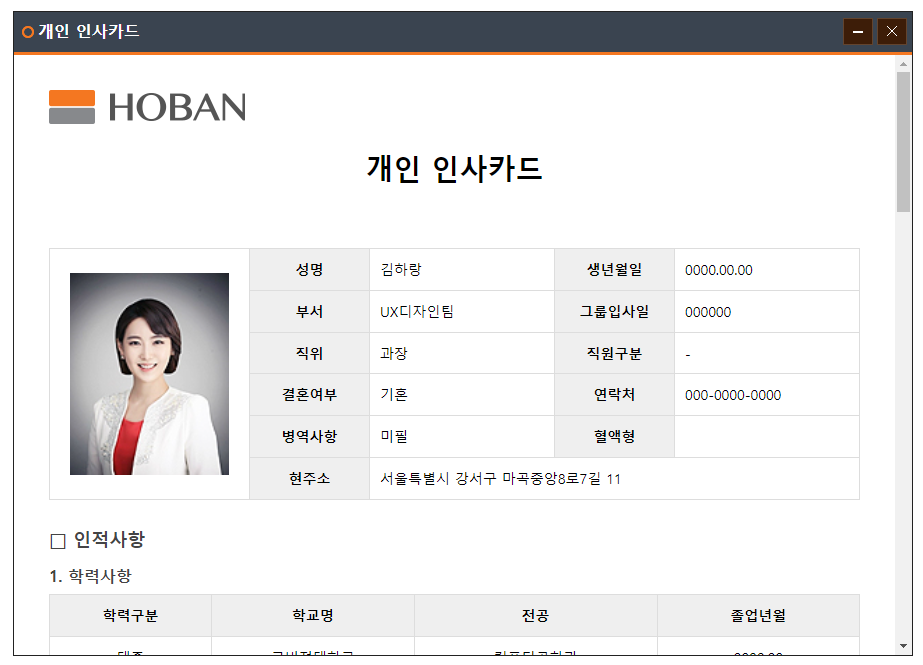 개인 인사카드
HOBAN
개인 인사카드
성명 김하랑 생년월일 0000.00.00
부서 UX디자인팀 그룹입사일 000000
직위 과장 직원구분 -
결혼여부 기혼 연락처 000-0000-0000
병역사항 미필 혈액형
현주소 서울특별시 강서구 마곡중앙8로7길 11
□ 인적사항
1. 학력사항
학력구분 학교명 전공 졸업년월